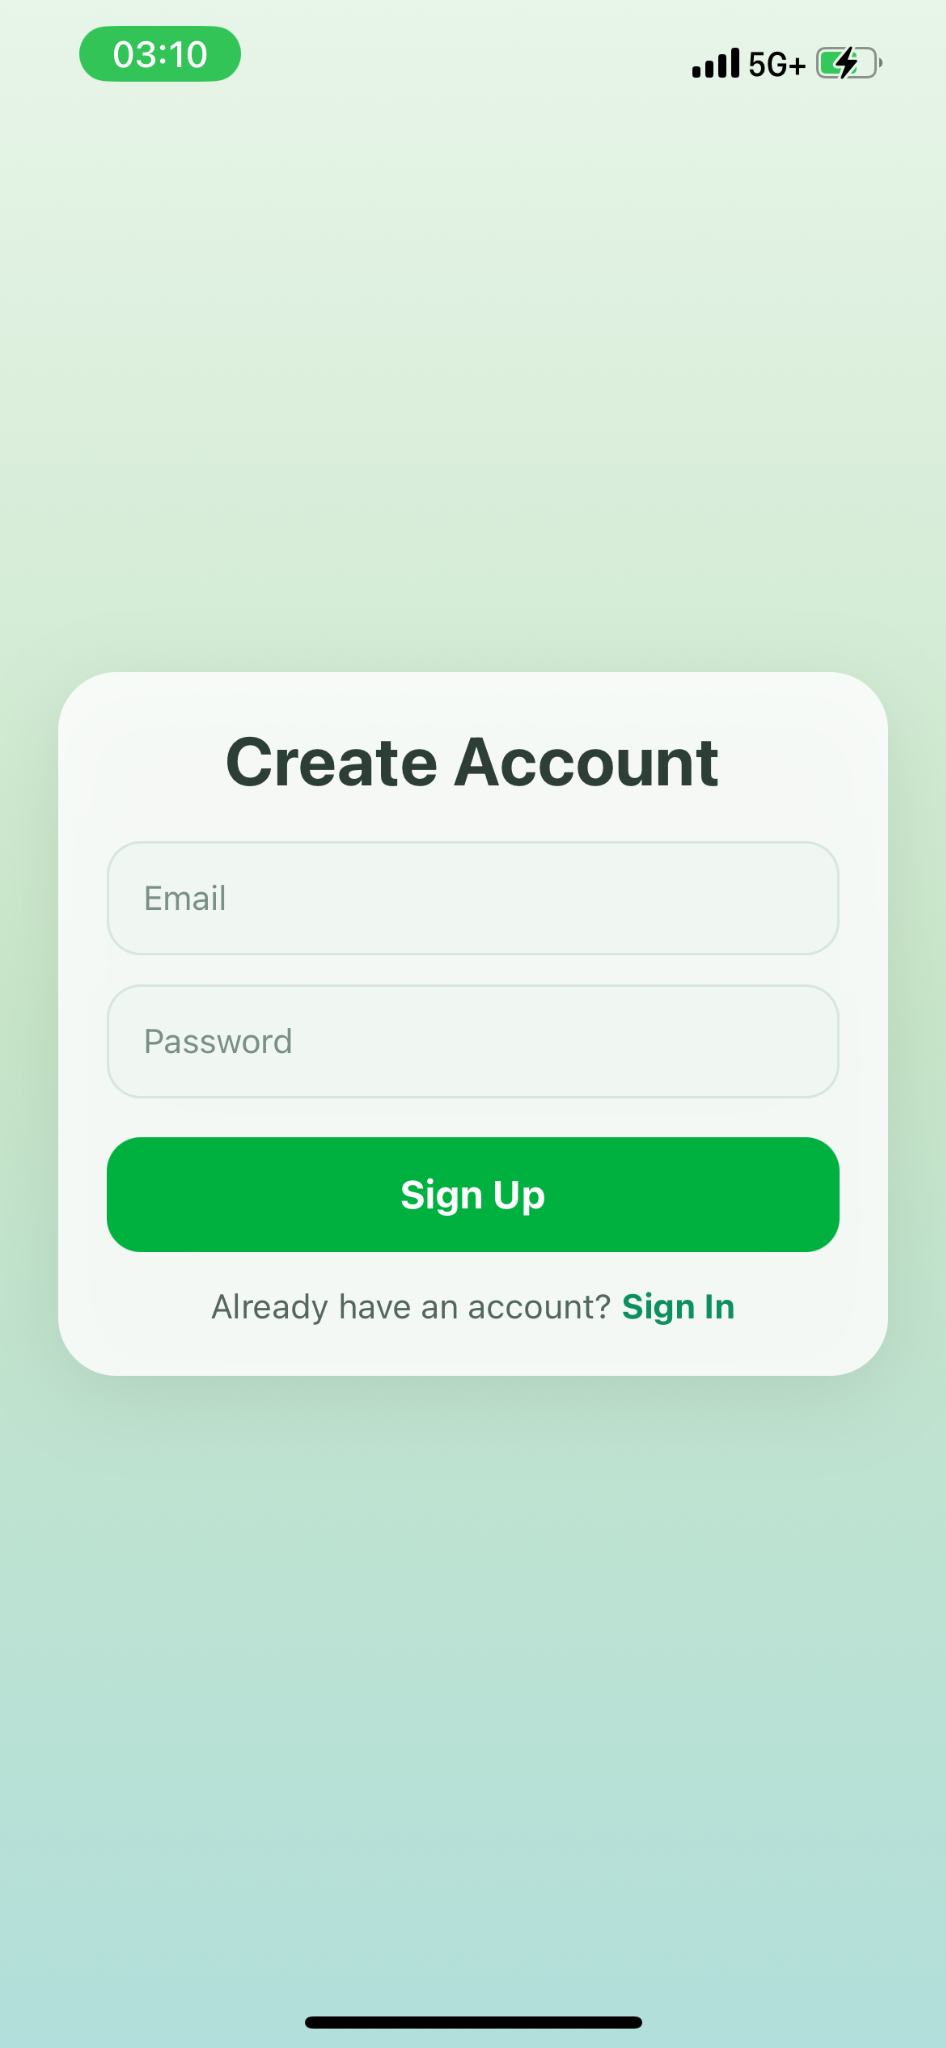 03:10
5G+
Create Account
Email
Password
Sign Up
Already have an account? Sign In